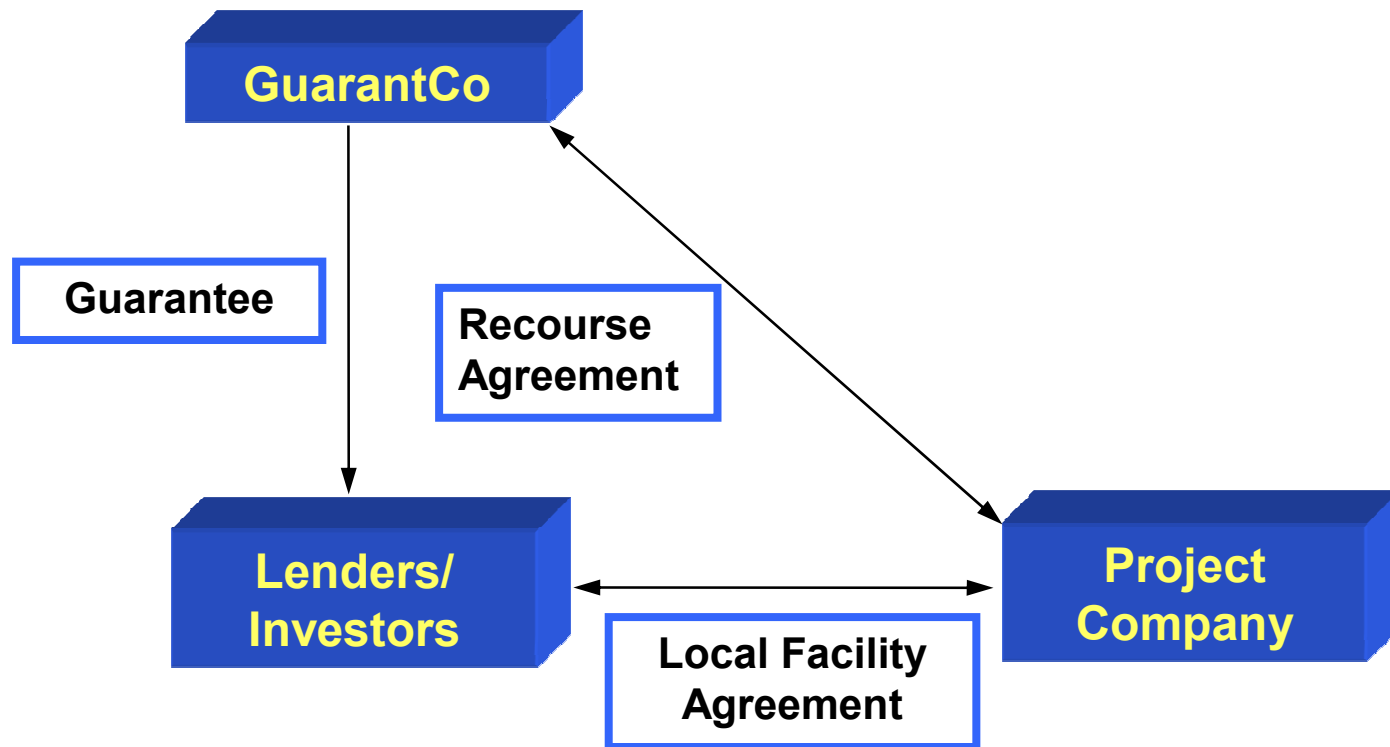 GuarantCo
Guarantee
Recourse
Agreement
Lenders/
Investors
Project
Company
Local Facility
Agreement